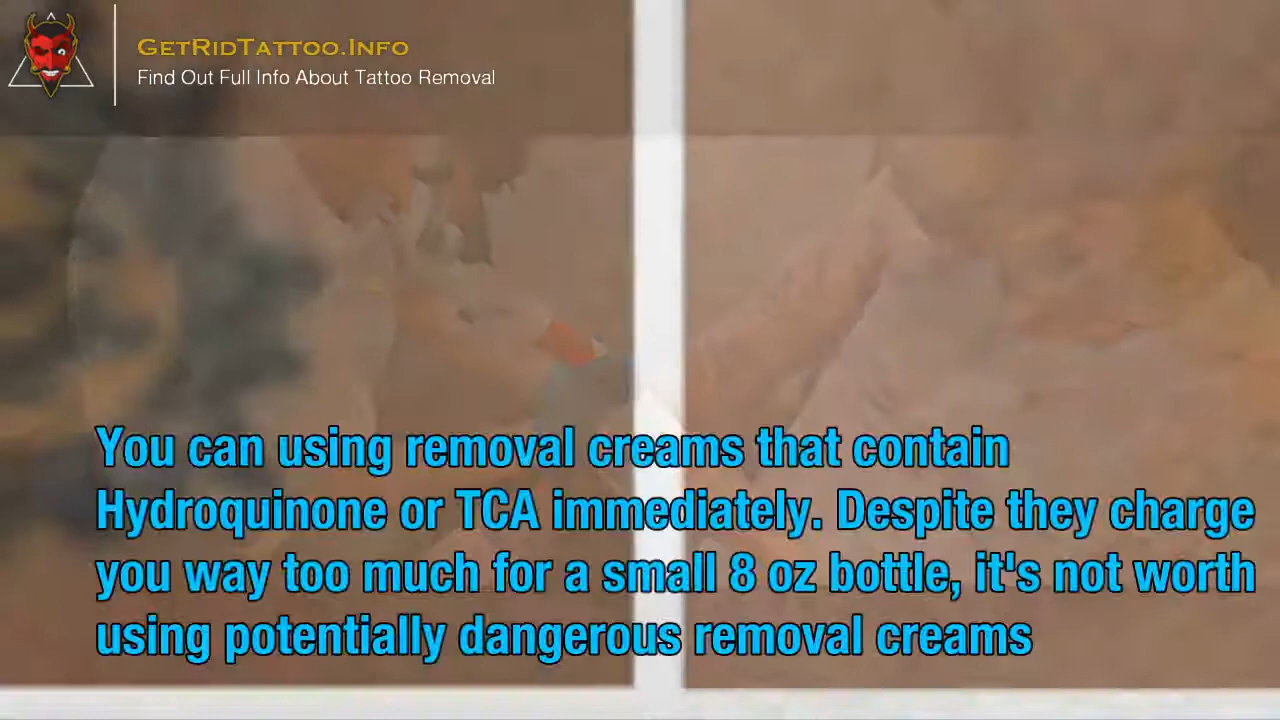 GetRidTattoo.Info
Find Out Full Info About Tattoo Removal
You can using removal creams that contain
Hydroquinone or TCA immediately. Despite they charge
you way too much for a small 8 oz bottle, it's not worth
using potentially dangerous removal creams